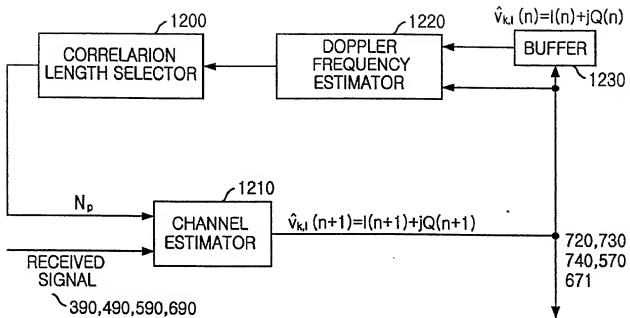 1200
CORRELARION
LENGTH SELECTOR
1220
DOPPLER
FREQUENCY
ESTIMATOR
v̂k,l (n)=I(n)+jQ(n)
BUFFER
1230
Np
1210
CHANNEL
ESTIMATOR
v̂k,l (n+1)=I(n+1)+jQ(n+1)
RECEIVED
SIGNAL
390,490,590,690
720,730
740,570
671